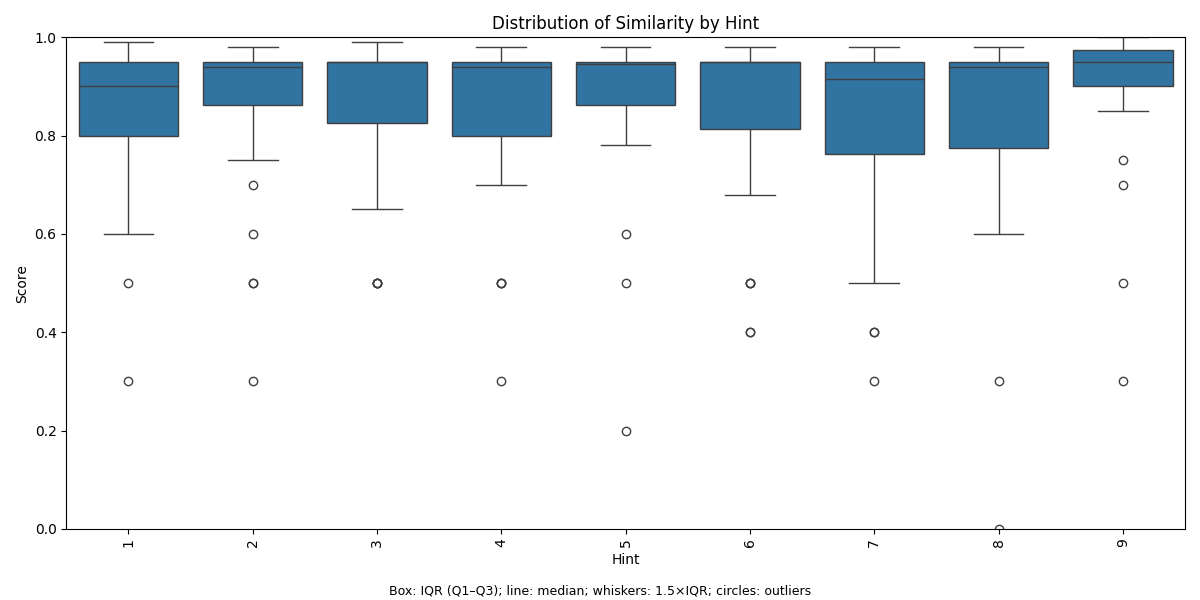 Distribution of Similarity by Hint
1.0
0.8
0.6
0.4
0.2
0.0
Score
1 2 3 4 5 6 7 8 9
Hint
Box: IQR (Q1–Q3); line: median; whiskers: 1.5×IQR; circles: outliers